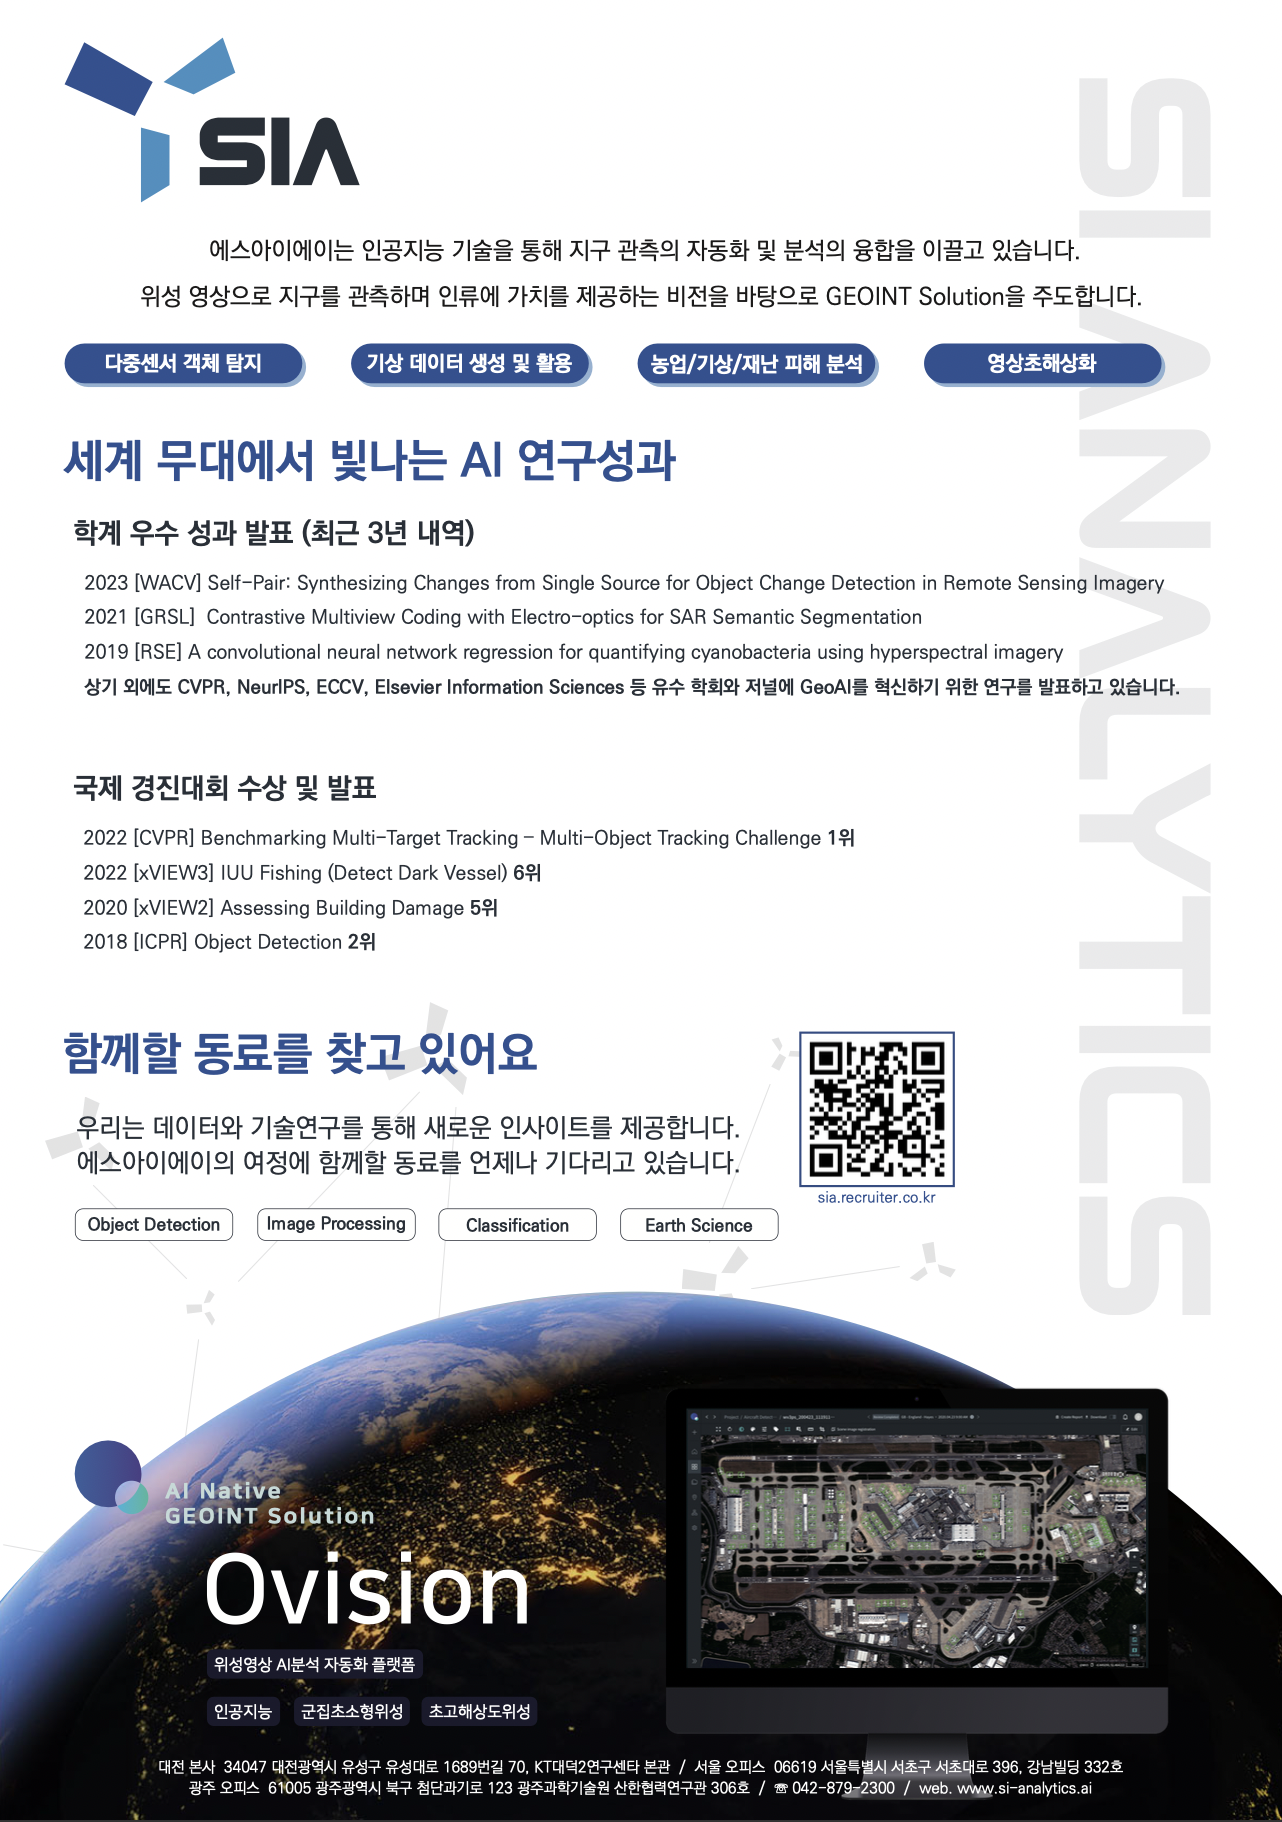 SIA
SI ANALYTICS
에스아이에이는 인공지능 기술을 통해 지구 관측의 자동화 및 분석의 융합을 이끌고 있습니다.
위성 영상으로 지구를 관측하며 인류에 가치를 제공하는 비전을 바탕으로 GEOINT Solution을 주도합니다.
다중센서 객체 탐지
기상 데이터 생성 및 활용
농업/기상/재난 피해 분석
영상초해상화
세계 무대에서 빛나는 AI 연구성과
학계 우수 성과 발표 (최근 3년 내역)
2023 [WACV] Self-Pair: Synthesizing Changes from Single Source for Object Change Detection in Remote Sensing Imagery
2021 [GRSL] Contrastive Multiview Coding with Electro-optics for SAR Semantic Segmentation
2019 [RSE] A convolutional neural network regression for quantifying cyanobacteria using hyperspectral imagery
상기 외에도 CVPR, NeurIPS, ECCV, Elsevier Information Sciences 등 유수 학회와 저널에 GeoAI를 혁신하기 위한 연구를 발표하고 있습니다.
국제 경진대회 수상 및 발표
2022 [CVPR] Benchmarking Multi-Target Tracking - Multi-Object Tracking Challenge 1위
2022 [xVIEW3] IUU Fishing (Detect Dark Vessel) 6위
2020 [xVIEW2] Assessing Building Damage 5위
2018 [ICPR] Object Detection 2위
함께할 동료를 찾고 있어요
우리는 데이터와 기술연구를 통해 새로운 인사이트를 제공합니다.
에스아이에이의 여정에 함께할 동료를 언제나 기다리고 있습니다.
sia.recruiter.co.kr
Object Detection
Image Processing
Classification
Earth Science
AI Native
GEOINT Solution
Ovision
위성영상 AI분석 자동화 플랫폼
인공지능
군집초소형위성
초고해상도위성
대전 본사 34047 대전광역시 유성구 유성대로 1689번길 70, KT대덕2연구센타 본관 / 서울 오피스 06619 서울특별시 서초구 서초대로 396, 강남빌딩 332호
광주 오피스 61005 광주광역시 북구 첨단과기로 123 광주과학기술원 산한협력연구관 306호 / ☏ 042-879-2300 / web. www.si-analytics.ai